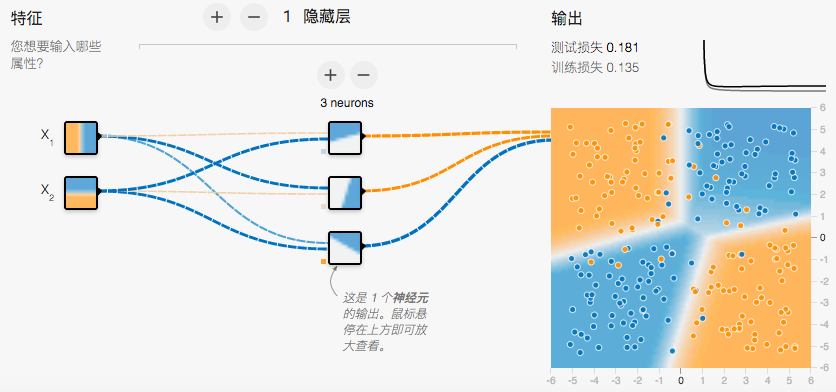 特征
您想要输入哪些
属性?
1 隐藏层
3 neurons
X1
X2
这是 1 个神经元
的输出。鼠标悬
停在上方即可放
大查看。
输出
测试损失 0.181
训练损失 0.135
6
5
4
3
2
1
0
-1
-2
-3
-4
-5
-6
-6 -5 -4 -3 -2 -1 0 1 2 3 4 5 6